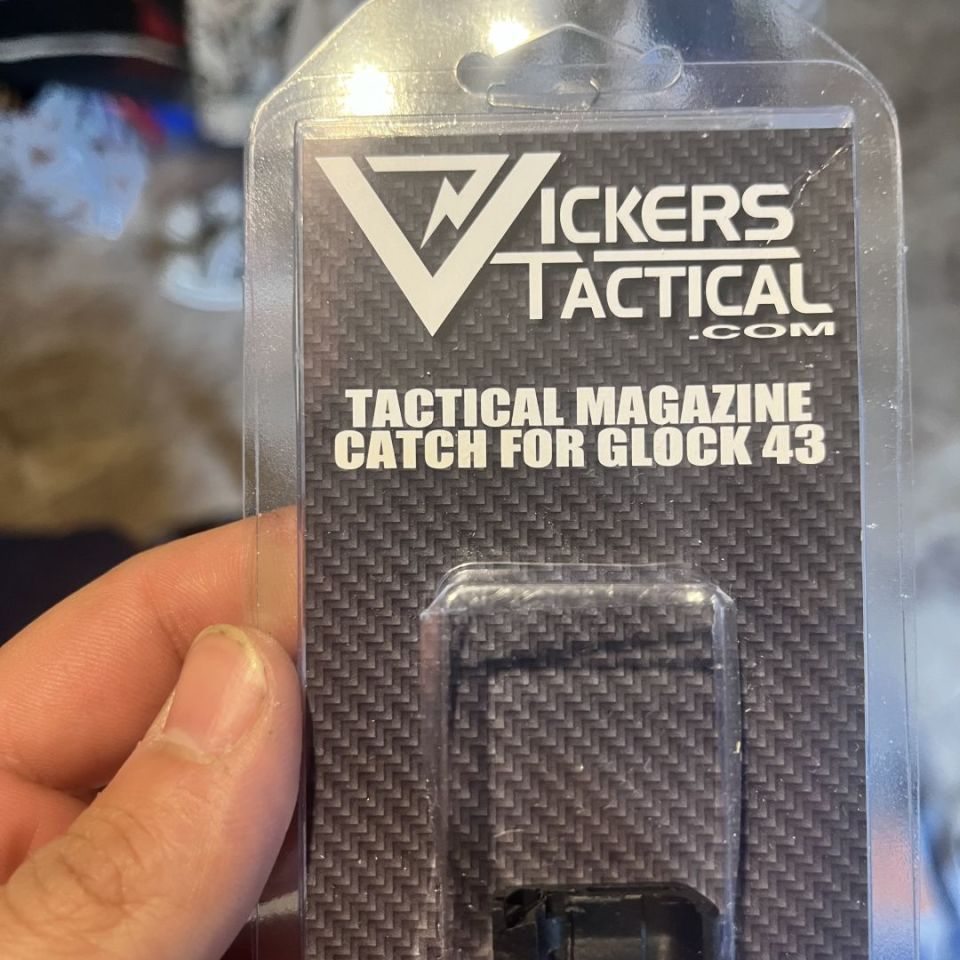 VICKERS
TACTICAL
.COM
TACTICAL MAGAZINE
CATCH FOR GLOCK 43